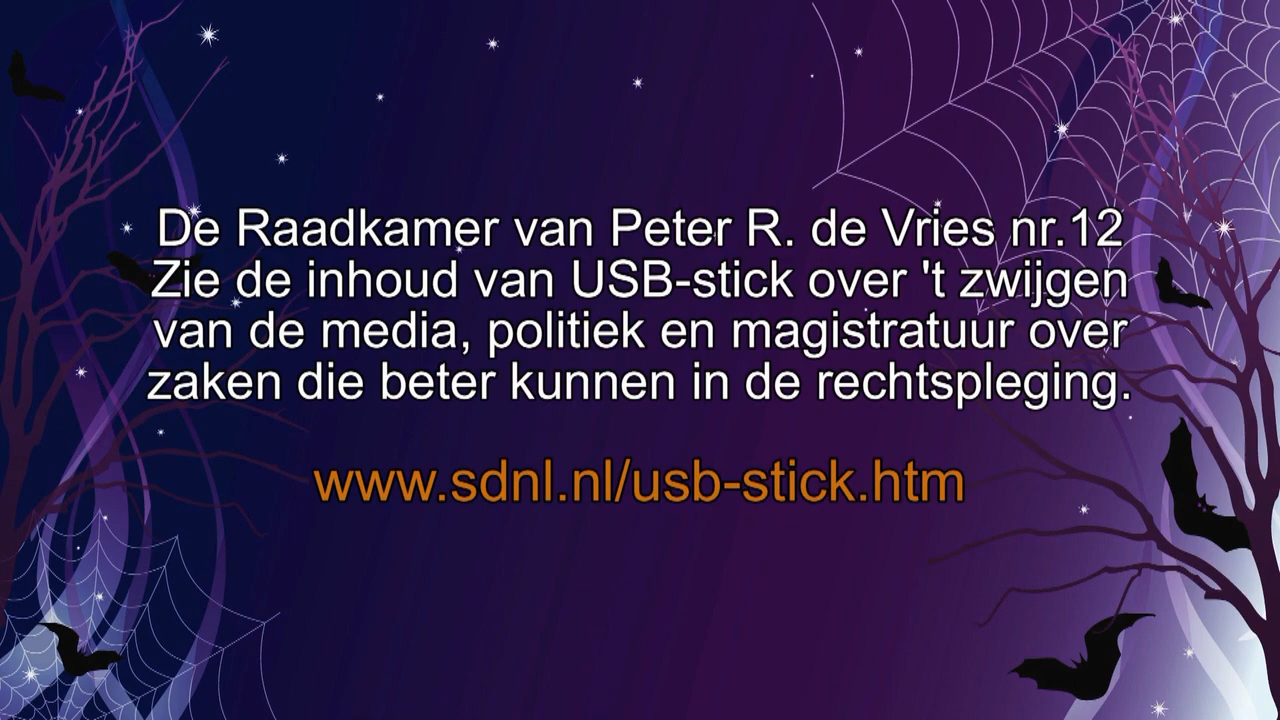 De Raadkamer van Peter R. de Vries nr.12
Zie de inhoud van USB-stick over 't zwijgen
van de media, politiek en magistratuur over
zaken die beter kunnen in de rechtspleging.
www.sdnl.nl/usb-stick.htm